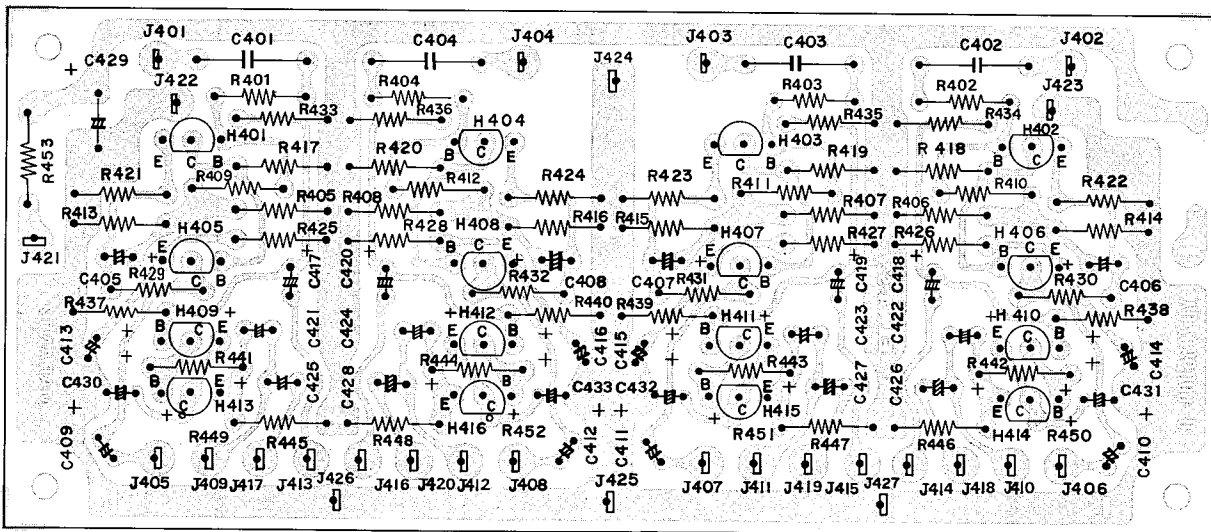 J401 C401 C404 J404 J403 C403 C402 J402
C429 + J424
J422 R401 R404 R403 R402 J423
R433 R436 R435 R434
H401 H404 H403 H402
R453 E C B B C E E C B B C E
R417 R420 R419 R418
R421 R409 R412 R424 R423 R411 R410 R422
R413 R405 R408 R416 R415 R407 R406 R414
H405 R425 R428 H408 H407 R427 R426 H406
J421 + E C B + + B C E E C B + + B C E +
C405 R429 C417 C420 R432 C408 C407 R431 C419 C418 R430 C406
R437 H409 + C421 C424 + H412 R440 R439 H411 + C423 C422 + H410 R438
C413 + B C E E C B C416 C415 B C E E C B + C414
+ R441 R444 + + R443 R442 +
C430 B C E C425 C428 E C B C433 C432 B C E C427 C426 E C B C431
+ H413 + + H416 + + + + H415 + + H414 + +
C409 R449 R445 R448 R452 C412 C411 R451 R447 R446 R450 C410
J405 J409 J417 J413 J426 J416 J420 J412 J408 J425 J407 J411 J419 J415 J427 J414 J418 J410 J406